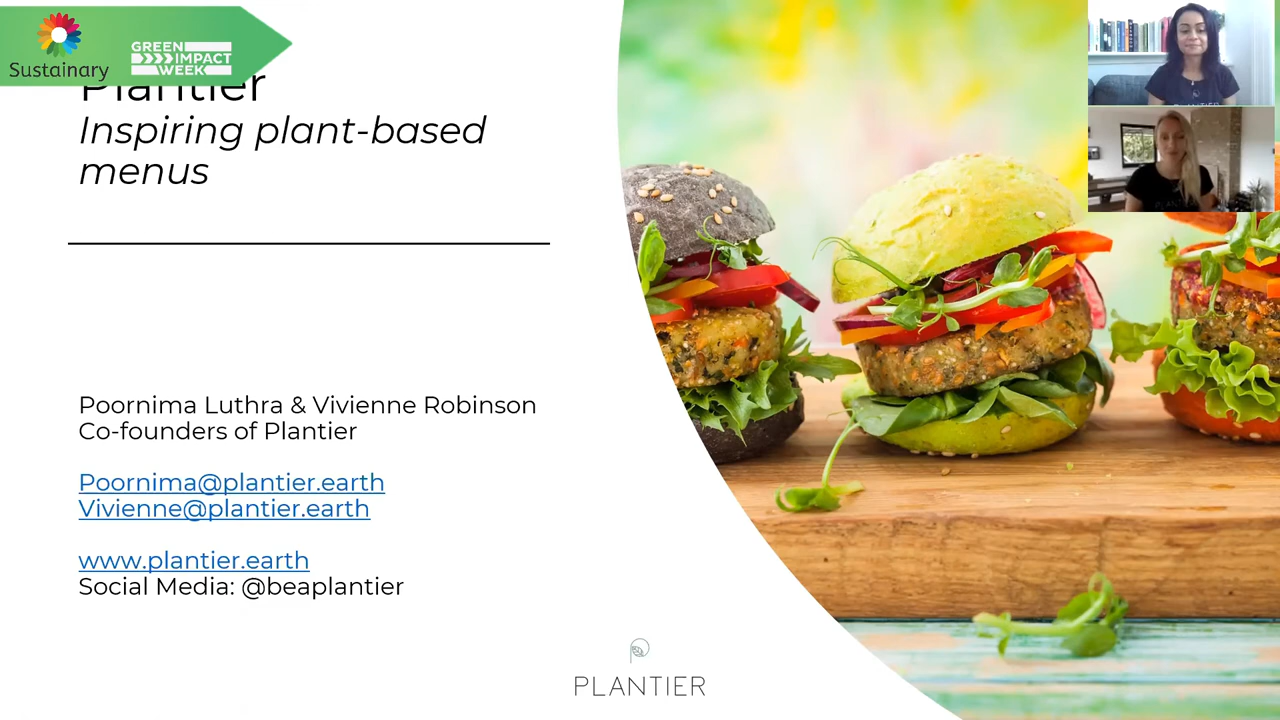 Sustainary
GREEN
IMPACT
WEEK
Plantier
Inspiring plant-based
menus
Poornima Luthra & Vivienne Robinson
Co-founders of Plantier
Poornima@plantier.earth
Vivienne@plantier.earth
www.plantier.earth
Social Media: @beaplantier
PLANTIER